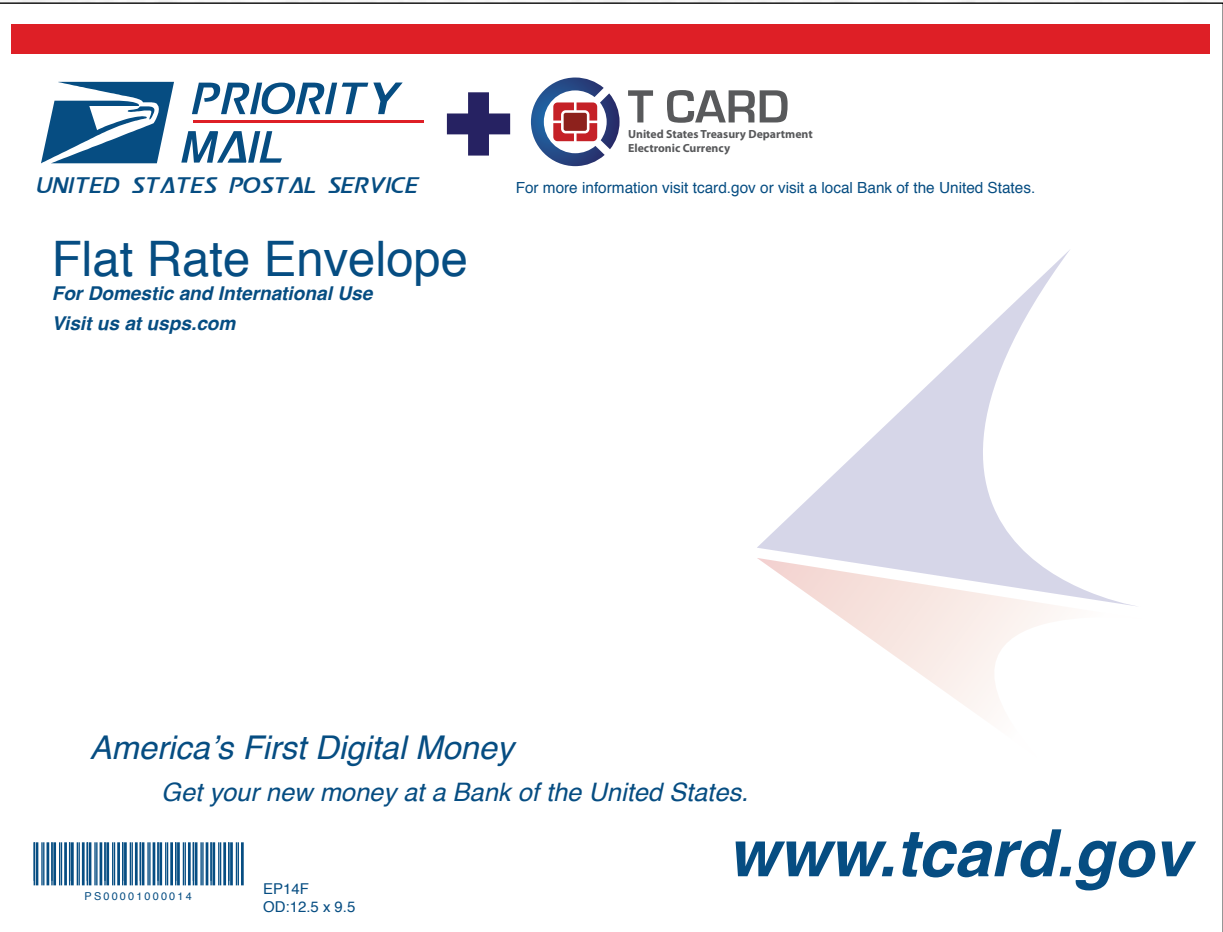 PRIORITY
MAIL
UNITED STATES POSTAL SERVICE
T CARD
United States Treasury Department
Electronic Currency
For more information visit tcard.gov or visit a local Bank of the United States.
Flat Rate Envelope
For Domestic and International Use
Visit us at usps.com
America's First Digital Money
Get your new money at a Bank of the United States.
www.tcard.gov
PS00001000014
EP14F
OD:12.5 x 9.5